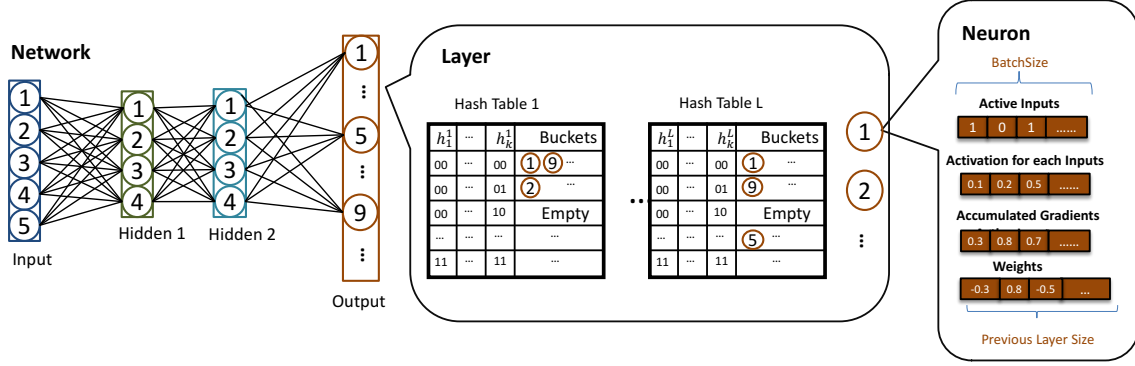 Network
1
2
3
4
5
Input
1
2
3
4
Hidden 1
1
2
3
4
Hidden 2
1
⋮
5
⋮
9
⋮
Output
Layer
Hash Table 1
h₁¹ ... hₖ¹ Buckets
00 ... 00 1 9 ...
00 ... 01 2 ...
00 ... 10 Empty
... ... ... ...
11 ... 11 ...
...
Hash Table L
h₁ᴸ ... hₖᴸ Buckets
00 ... 00 1 ...
00 ... 01 9 ...
00 ... 10 Empty
... ... ... 5 ...
11 ... 11 ...
1
2
⋮
Neuron
BatchSize
Active Inputs
1 0 1 ......
Activation for each Inputs
0.1 0.2 0.5 ......
Accumulated Gradients
0.3 0.8 0.7 ......
Weights
-0.3 0.8 -0.5 ...
Previous Layer Size